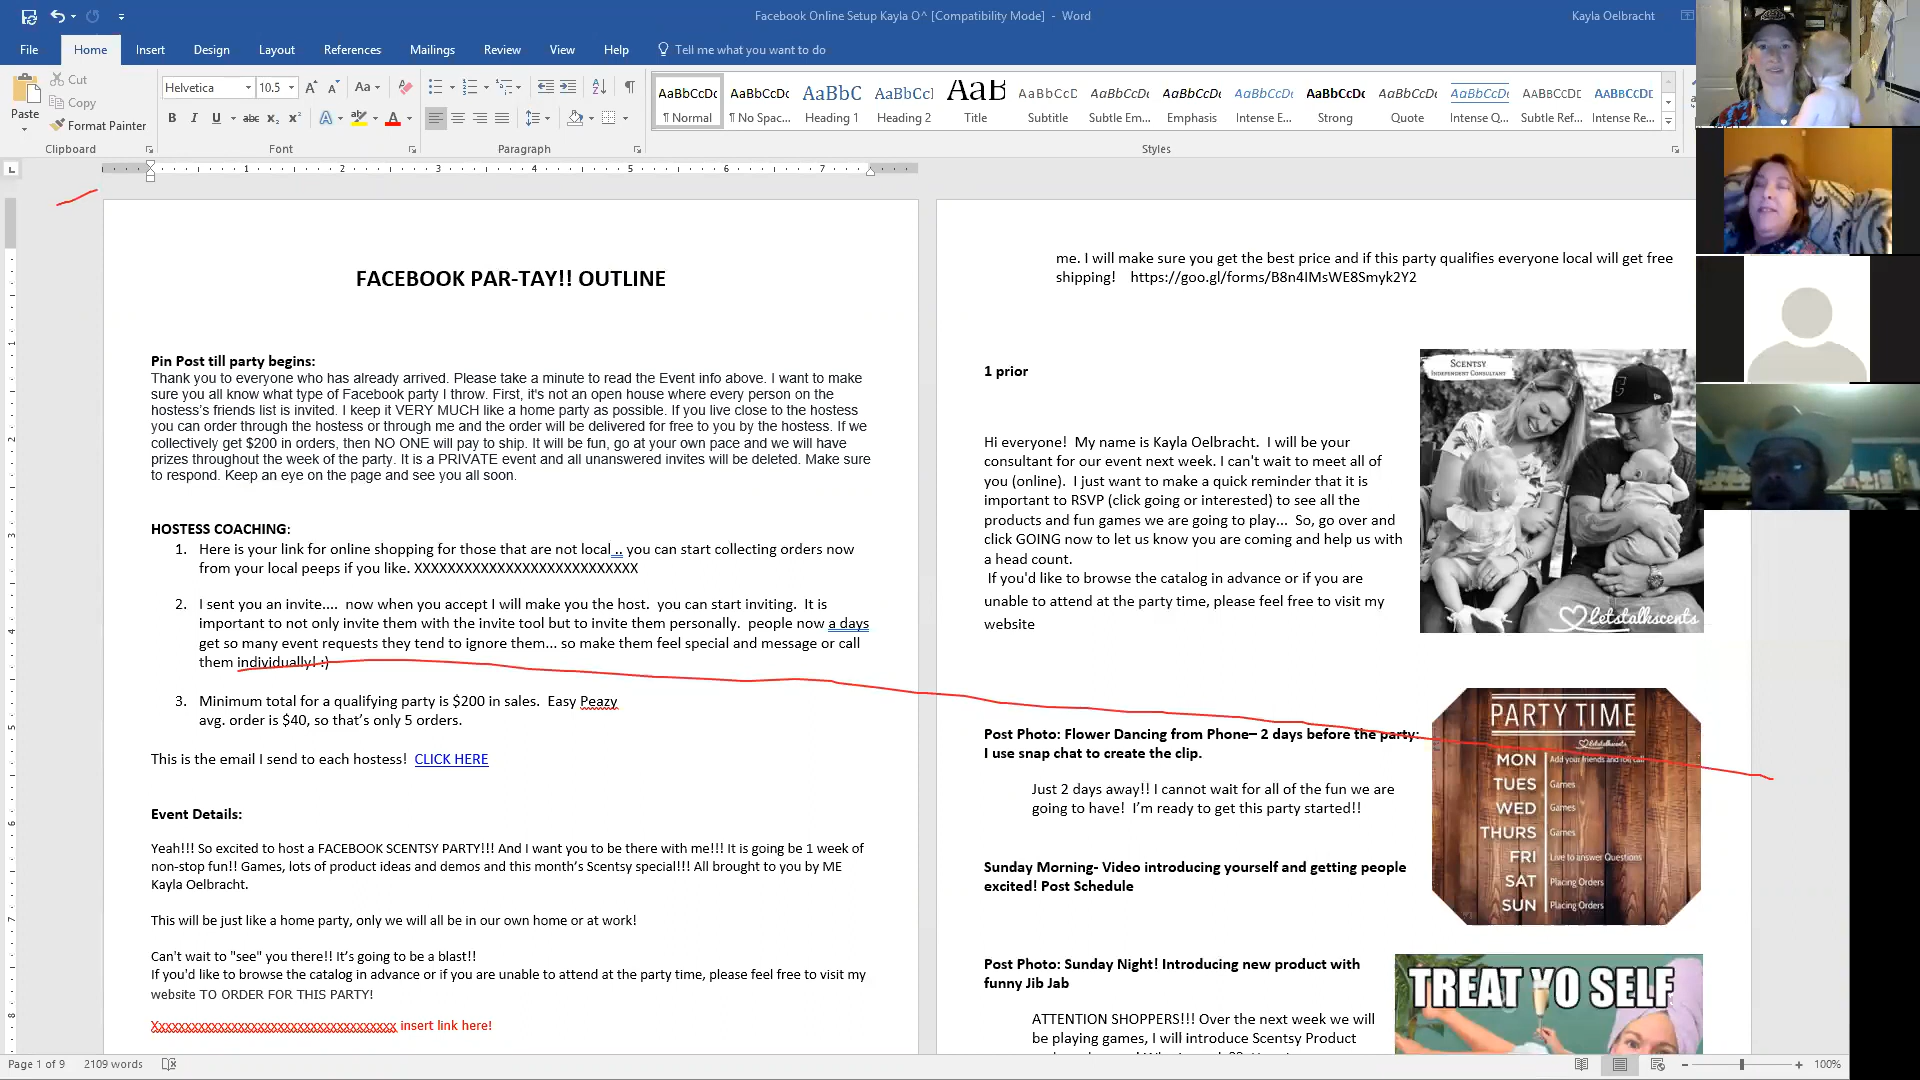 Facebook Online Setup Kayla O^ [Compatibility Mode] - Word
Kayla Oelbracht
File Home Insert Design Layout References Mailings Review View Help Tell me what you want to do
Paste
Cut
Copy
Format Painter
Clipboard
Helvetica 10.5
Font
Paragraph
AaBbCcDc AaBbCcDc AaBbC AaBbCcI AaB AaBbCcD AaBbCcDc AaBbCcDc AaBbCcDc AaBbCcDc AaBbCcDc AaBbCcDc AABBCCDE AABBCCDE
¶ Normal ¶ No Spac... Heading 1 Heading 2 Title Subtitle Subtle Em... Emphasis Intense E... Strong Quote Intense Q... Subtle Ref... Intense Re...
Styles
1 2 3 4 5 6 7
FACEBOOK PAR-TAY!! OUTLINE
Pin Post till party begins:
Thank you to everyone who has already arrived. Please take a minute to read the Event info above. I want to make
sure you all know what type of Facebook party I throw. First, it's not an open house where every person on the
hostess's friends list is invited. I keep it VERY MUCH like a home party as possible. If you live close to the hostess
you can order through the hostess or through me and the order will be delivered for free to you by the hostess. If we
collectively get $200 in orders, then NO ONE will pay to ship. It will be fun, go at your own pace and we will have
prizes throughout the week of the party. It is a PRIVATE event and all unanswered invites will be deleted. Make sure
to respond. Keep an eye on the page and see you all soon.
HOSTESS COACHING:
1. Here is your link for online shopping for those that are not local .. you can start collecting orders now
from your local peeps if you like. XXXXXXXXXXXXXXXXXXXXXXXXXXX
2. I sent you an invite.... now when you accept I will make you the host. you can start inviting. It is
important to not only invite them with the invite tool but to invite them personally. people now a days
get so many event requests they tend to ignore them... so make them feel special and message or call
them individually! :)
3. Minimum total for a qualifying party is $200 in sales. Easy Peazy
avg. order is $40, so that's only 5 orders.
This is the email I send to each hostess! CLICK HERE
Event Details:
Yeah!!! So excited to host a FACEBOOK SCENTSY PARTY!!! And I want you to be there with me!!! It is going be 1 week of
non-stop fun!! Games, lots of product ideas and demos and this month's Scentsy special!!! All brought to you by ME
Kayla Oelbracht.
This will be just like a home party, only we will all be in our own home or at work!
Can't wait to "see" you there!! It's going to be a blast!!
If you'd like to browse the catalog in advance or if you are unable to attend at the party time, please feel free to visit my
website TO ORDER FOR THIS PARTY!
Xxxxxxxxxxxxxxxxxxxxxxxxxxxxxxxxxxxxx insert link here!
me. I will make sure you get the best price and if this party qualifies everyone local will get free
shipping! https://goo.gl/forms/B8n4IMsWE8Smyk2Y2
1 prior
Hi everyone! My name is Kayla Oelbracht. I will be your
consultant for our event next week. I can't wait to meet all of
you (online). I just want to make a quick reminder that it is
important to RSVP (click going or interested) to see all the
products and fun games we are going to play... So, go over and
click GOING now to let us know you are coming and help us with
a head count.
If you'd like to browse the catalog in advance or if you are
unable to attend at the party time, please feel free to visit my
website
SCENTSY
INDEPENDENT CONSULTANT
letstalkscents
Post Photo: Flower Dancing from Phone– 2 days before the party:
I use snap chat to create the clip.
Just 2 days away!! I cannot wait for all of the fun we are
going to have! I'm ready to get this party started!!
Sunday Morning- Video introducing yourself and getting people
excited! Post Schedule
PARTY TIME
letstalkscents
MON Add your friends and roll call
TUES Games
WED Games
THURS Games
FRI Live to answer Questions
SAT Placing Orders
SUN Placing Orders
Post Photo: Sunday Night! Introducing new product with
funny Jib Jab
ATTENTION SHOPPERS!!! Over the next week we will
be playing games, I will introduce Scentsy Product
TREAT YO SELF
Page 1 of 9 2109 words
100%